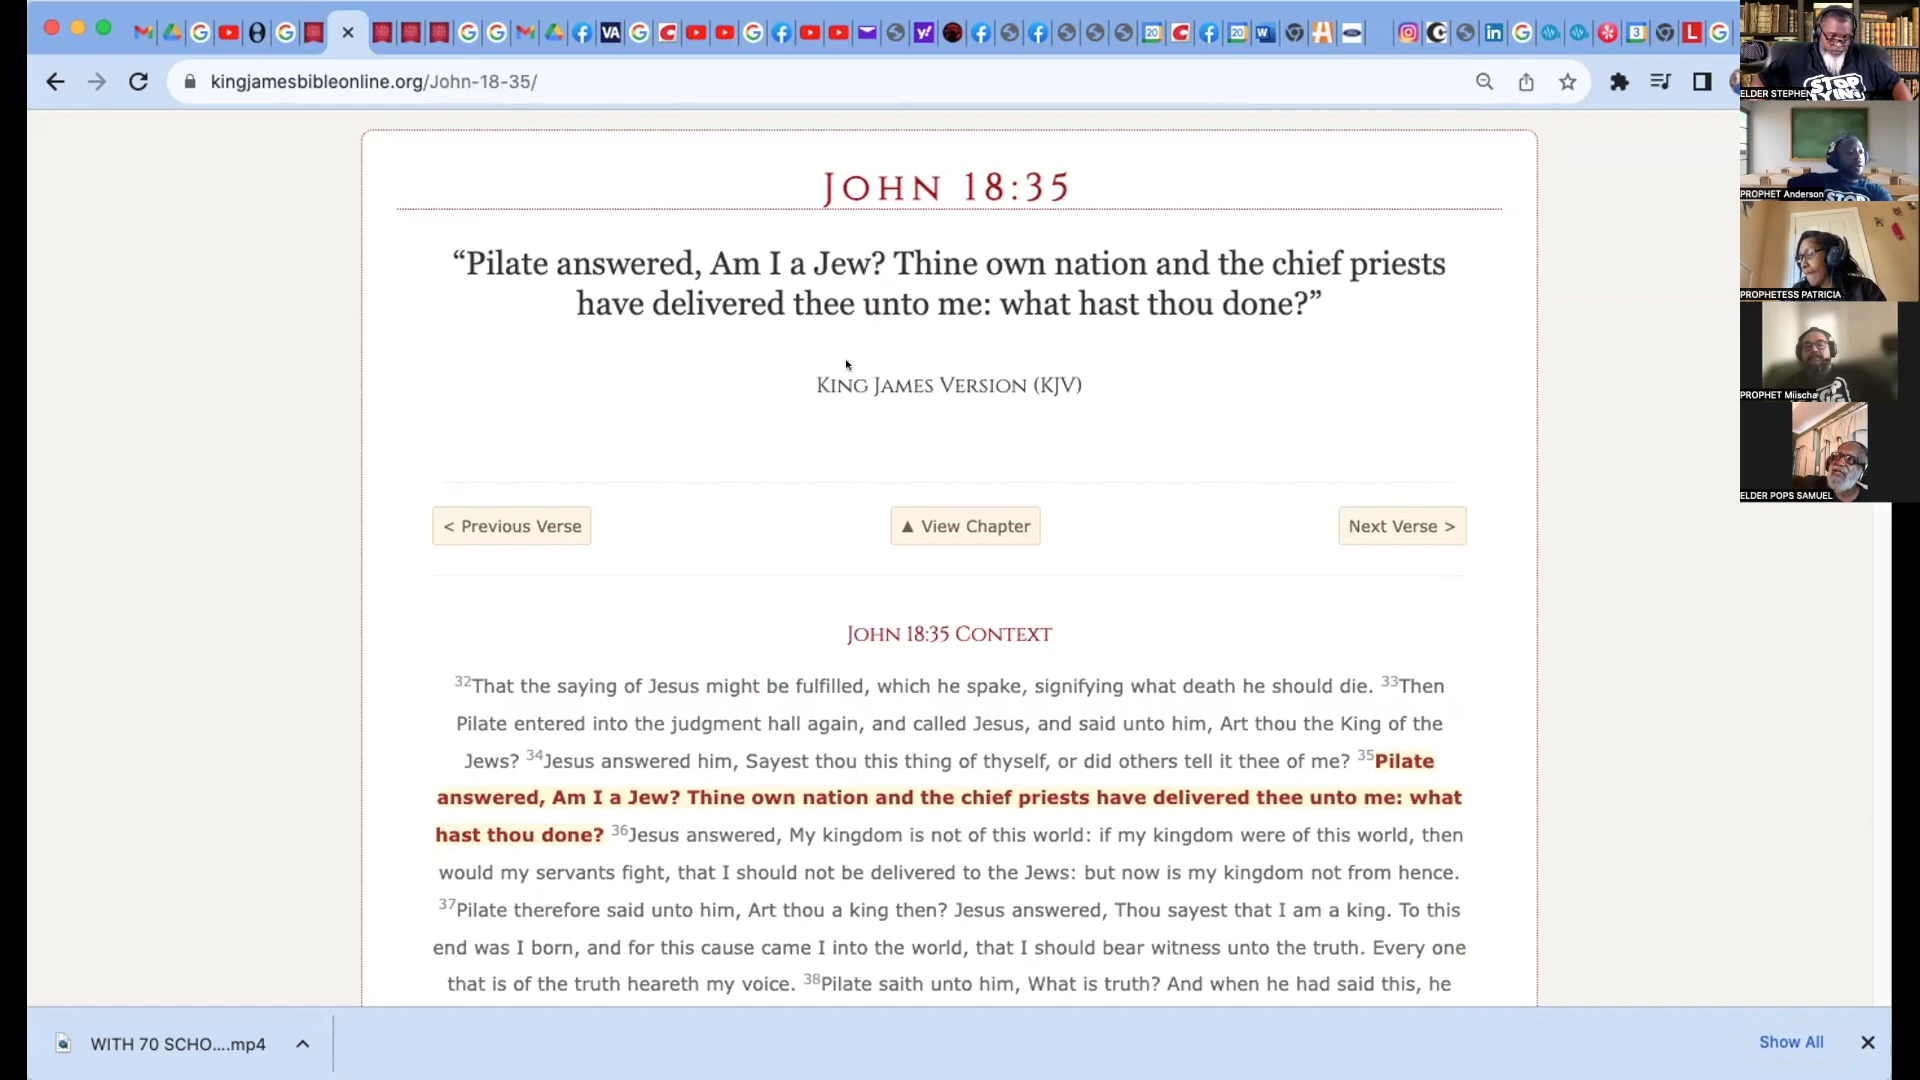 kingjamesbibleonline.org/John-18-35/
JOHN 18:35
“Pilate answered, Am I a Jew? Thine own nation and the chief priests
have delivered thee unto me: what hast thou done?”
KING JAMES VERSION (KJV)
< Previous Verse
▲ View Chapter
Next Verse >
JOHN 18:35 CONTEXT
32That the saying of Jesus might be fulfilled, which he spake, signifying what death he should die. 33Then
Pilate entered into the judgment hall again, and called Jesus, and said unto him, Art thou the King of the
Jews? 34Jesus answered him, Sayest thou this thing of thyself, or did others tell it thee of me? 35Pilate
answered, Am I a Jew? Thine own nation and the chief priests have delivered thee unto me: what
hast thou done? 36Jesus answered, My kingdom is not of this world: if my kingdom were of this world, then
would my servants fight, that I should not be delivered to the Jews: but now is my kingdom not from hence.
37Pilate therefore said unto him, Art thou a king then? Jesus answered, Thou sayest that I am a king. To this
end was I born, and for this cause came I into the world, that I should bear witness unto the truth. Every one
that is of the truth heareth my voice. 38Pilate saith unto him, What is truth? And when he had said this, he
WITH 70 SCHO....mp4
Show All
ELDER STEPHEN
STOP
LYING
PROPHET Anderson
STOP
PROPHETESS PATRICIA
PROPHET Miischa
ELDER POPS SAMUEL